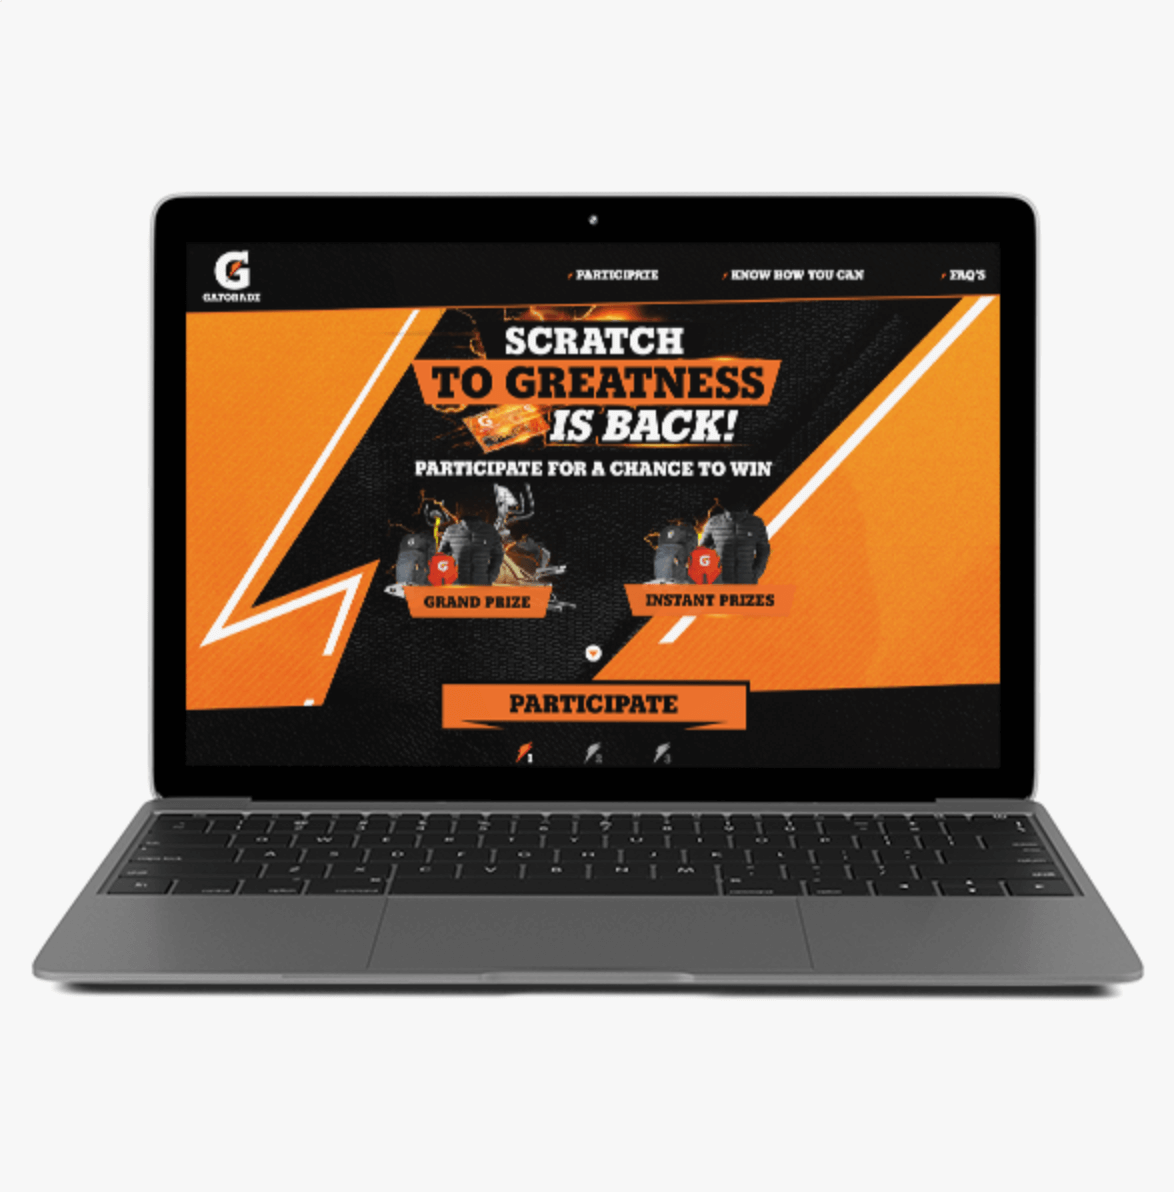 G
GATORADE
PARTICIPATE
KNOW HOW YOU CAN
FAQ'S
SCRATCH
TO GREATNESS
IS BACK!
PARTICIPATE FOR A CHANCE TO WIN
G
G
GRAND PRIZE
INSTANT PRIZES
PARTICIPATE
1
2
3
Q W E R T Y U I O P
A S D F G H J K L
Z X C V B N M